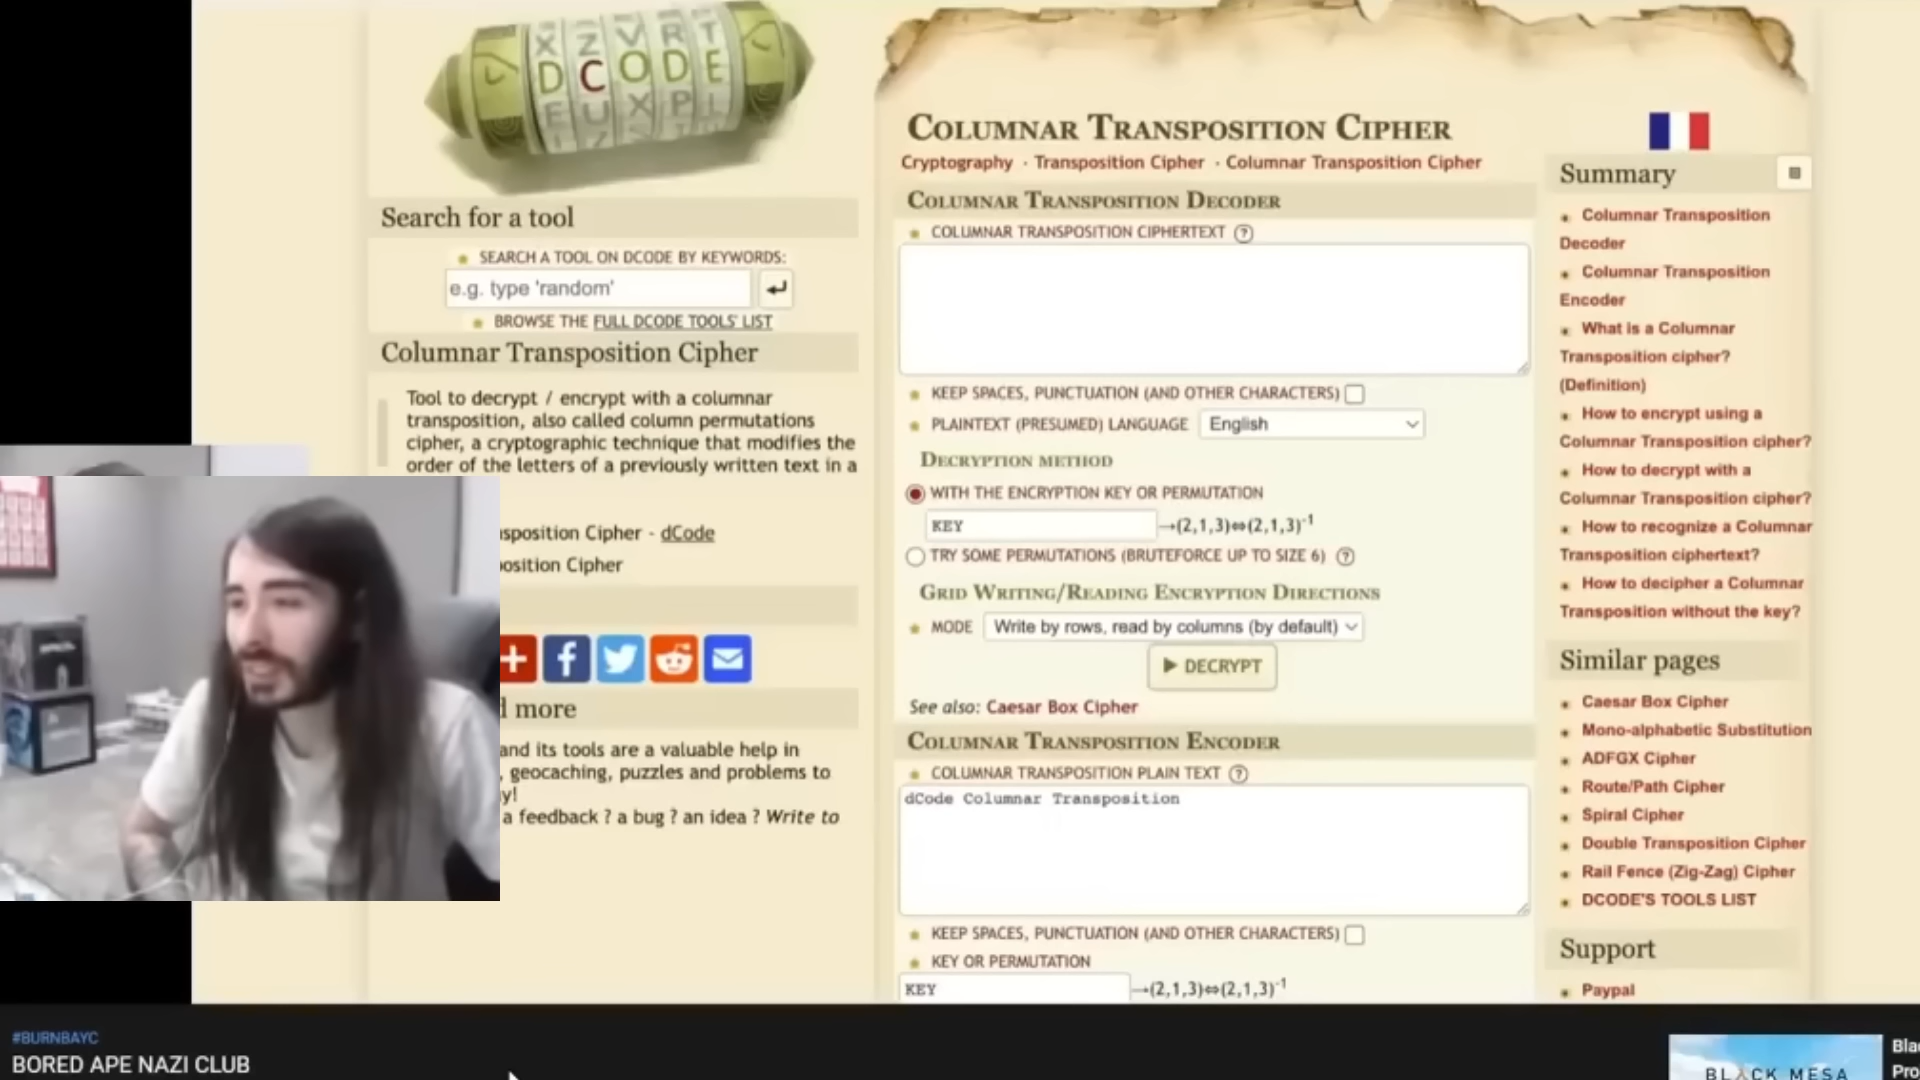 X Z V R T
D C O D E
E U X P L
Search for a tool
SEARCH A TOOL ON DCODE BY KEYWORDS:
e.g. type 'random'
BROWSE THE FULL DCODE TOOLS' LIST
Columnar Transposition Cipher
Tool to decrypt / encrypt with a columnar
transposition, also called column permutations
cipher, a cryptographic technique that modifies the
order of the letters of a previously written text in a
sposition Cipher - dCode
osition Cipher
d more
and its tools are a valuable help in
, geocaching, puzzles and problems to
y!
a feedback ? a bug ? an idea ? Write to
COLUMNAR TRANSPOSITION CIPHER
Cryptography · Transposition Cipher · Columnar Transposition Cipher
COLUMNAR TRANSPOSITION DECODER
COLUMNAR TRANSPOSITION CIPHERTEXT ?
KEEP SPACES, PUNCTUATION (AND OTHER CHARACTERS)
PLAINTEXT (PRESUMED) LANGUAGE English
DECRYPTION METHOD
WITH THE ENCRYPTION KEY OR PERMUTATION
KEY →(2,1,3)⇔(2,1,3)⁻¹
TRY SOME PERMUTATIONS (BRUTEFORCE UP TO SIZE 6) ?
GRID WRITING/READING ENCRYPTION DIRECTIONS
MODE Write by rows, read by columns (by default)
▶ DECRYPT
See also: Caesar Box Cipher
COLUMNAR TRANSPOSITION ENCODER
COLUMNAR TRANSPOSITION PLAIN TEXT ?
dCode Columnar Transposition
KEEP SPACES, PUNCTUATION (AND OTHER CHARACTERS)
KEY OR PERMUTATION
KEY →(2,1,3)⇔(2,1,3)⁻¹
Summary
Columnar Transposition
Decoder
Columnar Transposition
Encoder
What is a Columnar
Transposition cipher?
(Definition)
How to encrypt using a
Columnar Transposition cipher?
How to decrypt with a
Columnar Transposition cipher?
How to recognize a Columnar
Transposition ciphertext?
How to decipher a Columnar
Transposition without the key?
Similar pages
Caesar Box Cipher
Mono-alphabetic Substitution
ADFGX Cipher
Route/Path Cipher
Spiral Cipher
Double Transposition Cipher
Rail Fence (Zig-Zag) Cipher
DCODE'S TOOLS LIST
Support
Paypal
#BURNBAYC
BORED APE NAZI CLUB
BLACK MESA
Bla
Pro